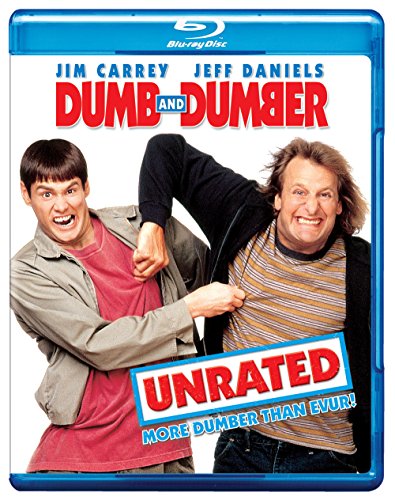 Blu-ray Disc
JIM CARREY JEFF DANIELS
DUMB AND DUMBER
UNRATED
MORE DUMBER THAN EVUR!